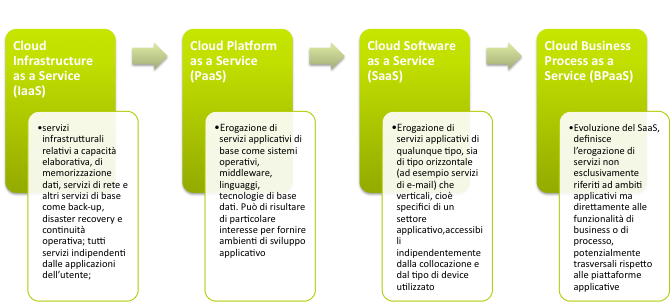 Cloud
Infrastructure
as a Service
(IaaS)
•servizi
infrastrutturali
relativi a capacità
elaborativa, di
memorizzazione
dati, servizi di rete e
altri servizi di base
come back-up,
disaster recovery e
continuità
operativa; tutti
servizi indipendenti
dalle applicazioni
dell'utente;
Cloud Platform
as a Service
(PaaS)
•Erogazione di
servizi applicativi di
base come sistemi
operativi,
middleware,
linguaggi,
tecnologie di base
dati. Può di risultare
di particolare
interesse per fornire
ambienti di sviluppo
applicativo
Cloud Software
as a Service
(SaaS)
•Erogazione di
servizi applicativi di
qualunque tipo, sia
di tipo orizzontale
(ad esempio servizi
di e-mail) che
verticali, cioè
specifici di un
settore
applicativo,accessibi
li
indipendentemente
dalla collocazione e
dal tipo di device
utilizzato
Cloud Business
Process as a
Service (BPaaS)
•Evoluzione del SaaS,
definisce
l'erogazione di
servizi non
esclusivamente
riferiti ad ambiti
applicativi ma
direttamente alle
funzionalità di
business o di
processo,
potenzialmente
trasversali rispetto
alle piattaforme
applicative